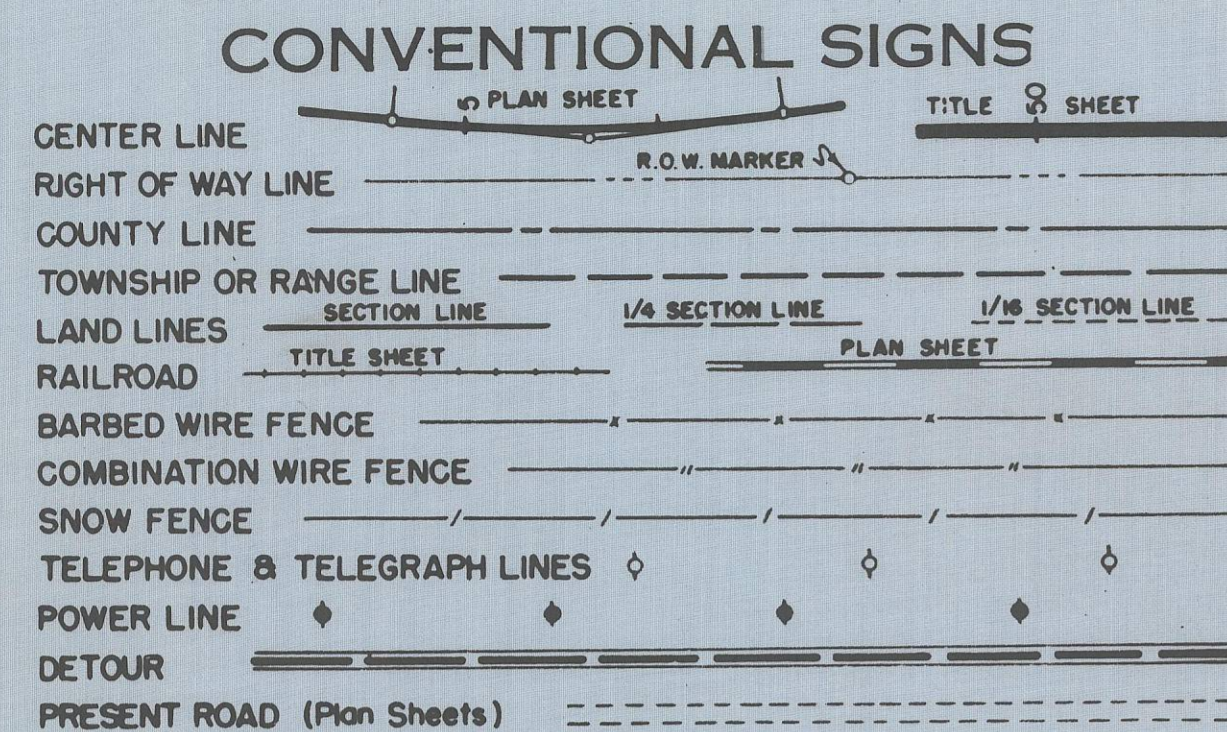 CONVENTIONAL SIGNS
CENTER LINE 5 PLAN SHEET TITLE 50 SHEET
RIGHT OF WAY LINE R.O.W. MARKER
COUNTY LINE
TOWNSHIP OR RANGE LINE
LAND LINES SECTION LINE 1/4 SECTION LINE 1/16 SECTION LINE
RAILROAD TITLE SHEET PLAN SHEET
BARBED WIRE FENCE
COMBINATION WIRE FENCE
SNOW FENCE
TELEPHONE & TELEGRAPH LINES
POWER LINE
DETOUR
PRESENT ROAD (Plan Sheets)